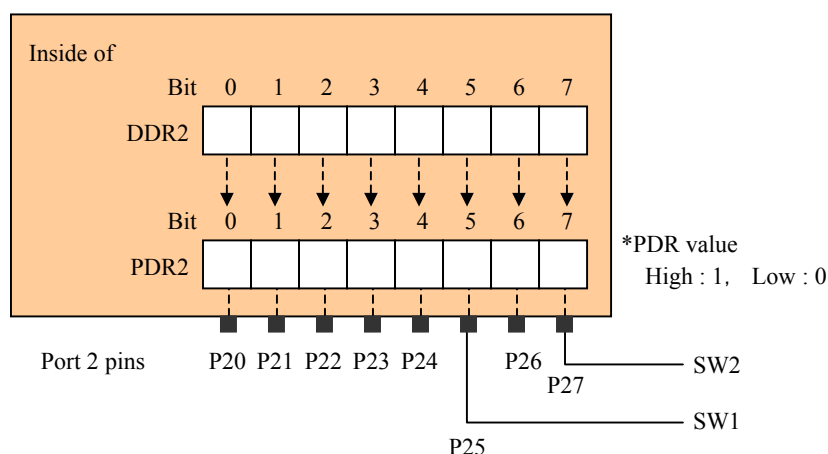 Inside of
Bit 0 1 2 3 4 5 6 7
DDR2
Bit 0 1 2 3 4 5 6 7
PDR2
*PDR value
High : 1, Low : 0
Port 2 pins P20 P21 P22 P23 P24 P26
P27
SW2
SW1
P25